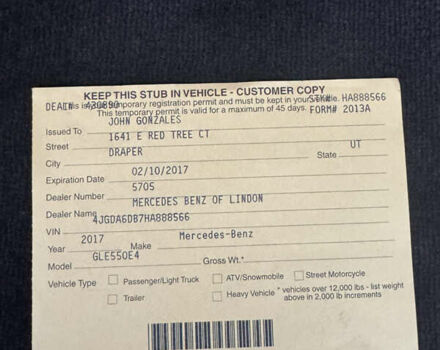 KEEP THIS STUB IN VEHICLE - CUSTOMER COPY
DEAL# 430890 This is your temporary registration permit and must be kept in your vehicle. STK# HA888566
This temporary permit is valid for a maximum of 45 days. FORM# 2013A
Issued To JOHN GONZALES
Street 1641 E RED TREE CT
City DRAPER State UT
Expiration Date 02/10/2017
Dealer Number 5705
Dealer Name MERCEDES BENZ OF LINDON
VIN 4JGDA6DB7HA888566
Year 2017 Make Mercedes-Benz
Model GLE550E4 Gross Wt.*
Vehicle Type Passenger/Light Truck ATV/Snowmobile Street Motorcycle
Trailer Heavy Vehicle * vehicles over 12,000 lbs - list weight
above in 2,000 lb increments